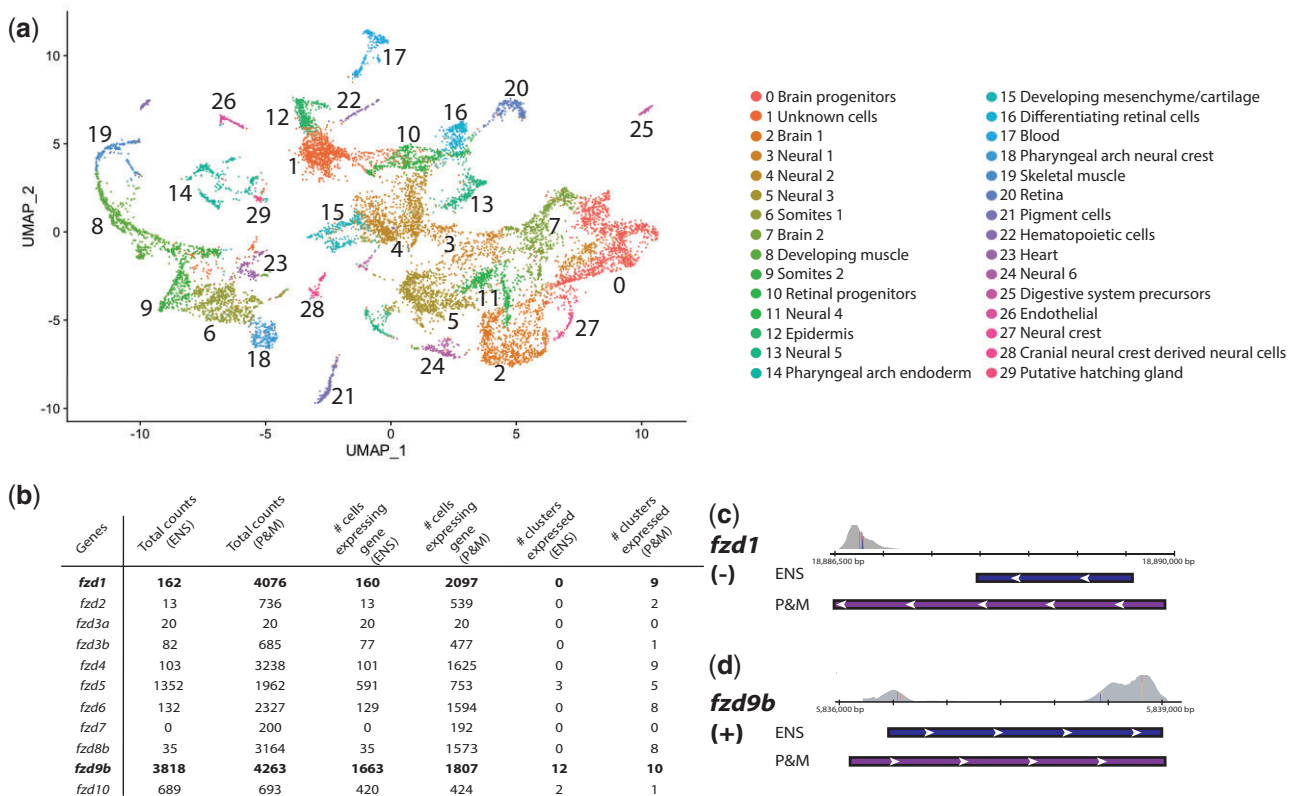 (a)
10
5
0
-5
-10
UMAP_2
-10
-5
0
5
10
UMAP_1
17
22
20
26
12
16
25
19
10
1
14
29
13
15
8
4
3
7
23
0
28
11
9
6
5
27
18
24
2
21
0 Brain progenitors
1 Unknown cells
2 Brain 1
3 Neural 1
4 Neural 2
5 Neural 3
6 Somites 1
7 Brain 2
8 Developing muscle
9 Somites 2
10 Retinal progenitors
11 Neural 4
12 Epidermis
13 Neural 5
14 Pharyngeal arch endoderm
15 Developing mesenchyme/cartilage
16 Differentiating retinal cells
17 Blood
18 Pharyngeal arch neural crest
19 Skeletal muscle
20 Retina
21 Pigment cells
22 Hematopoietic cells
23 Heart
24 Neural 6
25 Digestive system precursors
26 Endothelial
27 Neural crest
28 Cranial neural crest derived neural cells
29 Putative hatching gland
(b)
Genes
Total counts
(ENS)
Total counts
(P&M)
# cells
expressing
gene
(ENS)
# cells
expressing
gene
(P&M)
# clusters
expressed (ENS)
# clusters
expressed (P&M)
fzd1 162 4076 160 2097 0 9
fzd2 13 736 13 539 0 2
fzd3a 20 20 20 20 0 0
fzd3b 82 685 77 477 0 1
fzd4 103 3238 101 1625 0 9
fzd5 1352 1962 591 753 3 5
fzd6 132 2327 129 1594 0 8
fzd7 0 200 0 192 0 0
fzd8b 35 3164 35 1573 0 8
fzd9b 3818 4263 1663 1807 12 10
fzd10 689 693 420 424 2 1
(c)
fzd1
(-)
18,886,500 bp 18,890,000 bp
ENS
P&M
(d)
fzd9b
(+)
5,836,000 bp 5,839,000 bp
ENS
P&M